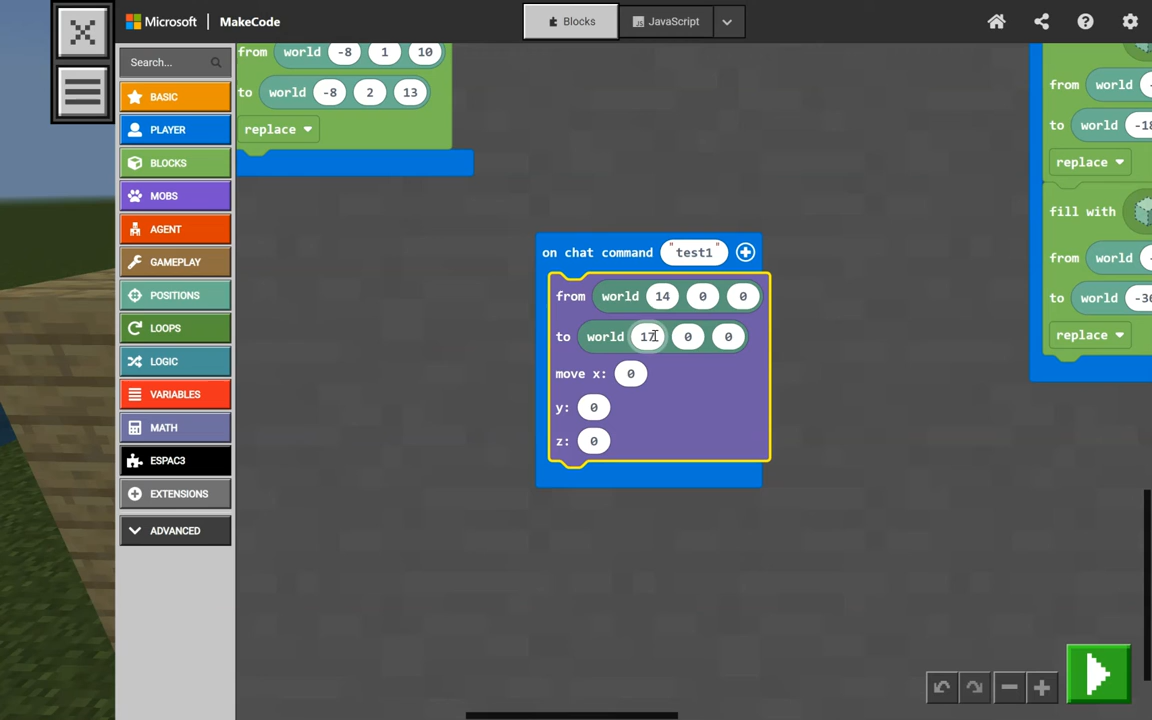 Microsoft | MakeCode
Blocks
JavaScript
Search...
BASIC
PLAYER
BLOCKS
MOBS
AGENT
GAMEPLAY
POSITIONS
LOOPS
LOGIC
VARIABLES
MATH
ESPAC3
EXTENSIONS
ADVANCED
from world -8 1 10
to world -8 2 13
replace
on chat command "test1"
from world 14 0 0
to world 17 0 0
move x: 0
y: 0
z: 0
from world
to world -18
replace
fill with
from world
to world -36
replace